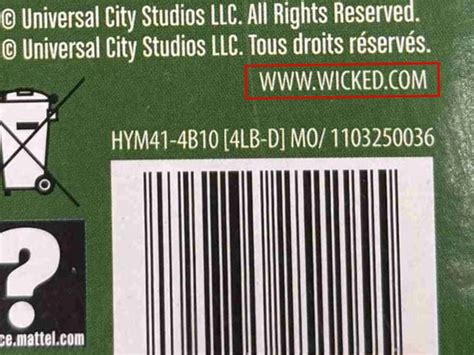 © Universal City Studios LLC. All Rights Reserved.
© Universal City Studios LLC. Tous droits réservés.
WWW.WICKED.COM
HYM41-4B10 [4LB-D] MO/ 1103250036
?
ce.mattel.com